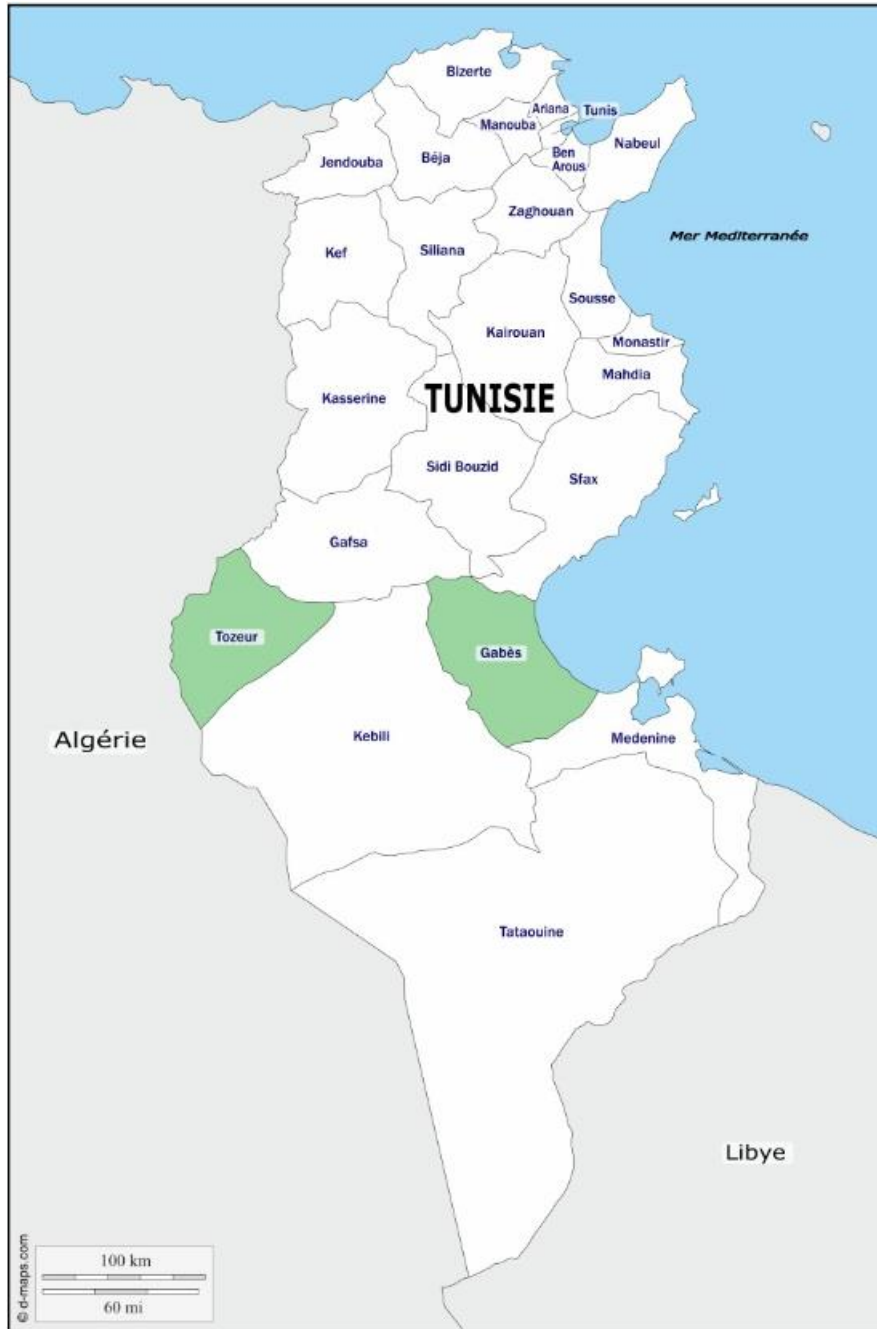 Bizerte
Ariana
Tunis
Manouba
Nabeul
Jendouba
Béja
Ben
Arous
Zaghouan
Mer Mediterranée
Kef
Siliana
Sousse
Kairouan
Monastir
Mahdia
Kasserine
TUNISIE
Sidi Bouzid
Sfax
Gafsa
Tozeur
Gabès
Algérie
Kebili
Medenine
Tataouine
Libye
100 km
60 mi
© d-maps.com